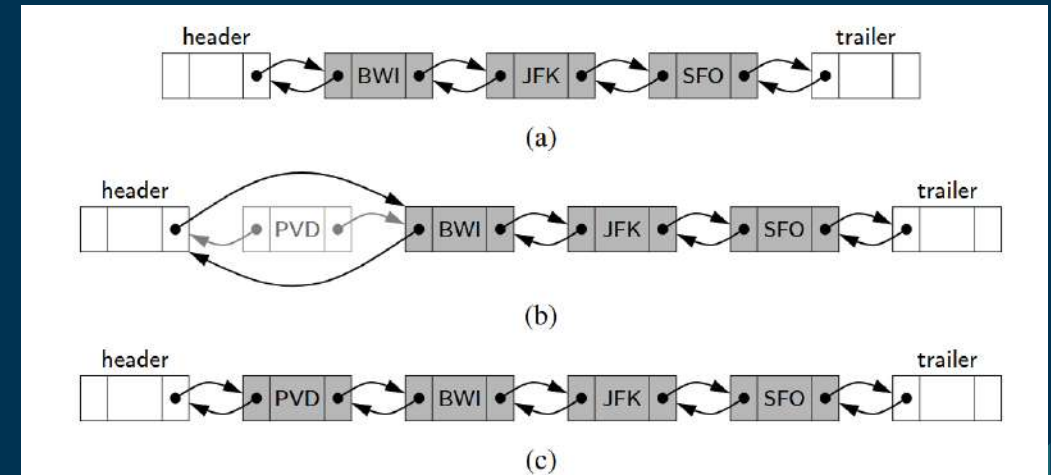 header trailer
BWI JFK SFO
(a)
header trailer
PVD BWI JFK SFO
(b)
header trailer
PVD BWI JFK SFO
(c)